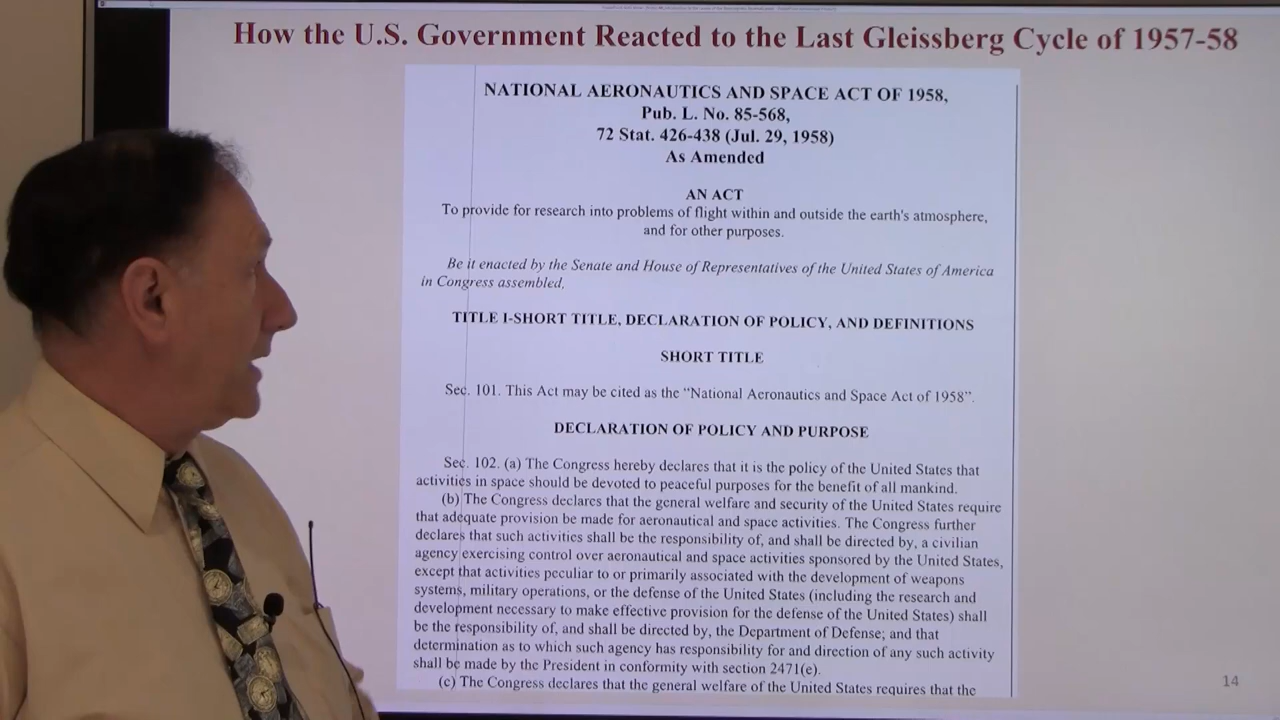 How the U.S. Government Reacted to the Last Gleissberg Cycle of 1957-58
NATIONAL AERONAUTICS AND SPACE ACT OF 1958,
Pub. L. No. 85-568,
72 Stat. 426-438 (Jul. 29, 1958)
As Amended
AN ACT
To provide for research into problems of flight within and outside the earth's atmosphere,
and for other purposes.
Be it enacted by the Senate and House of Representatives of the United States of America
in Congress assembled,
TITLE I-SHORT TITLE, DECLARATION OF POLICY, AND DEFINITIONS
SHORT TITLE
Sec. 101. This Act may be cited as the “National Aeronautics and Space Act of 1958”.
DECLARATION OF POLICY AND PURPOSE
Sec. 102. (a) The Congress hereby declares that it is the policy of the United States that
activities in space should be devoted to peaceful purposes for the benefit of all mankind.
(b) The Congress declares that the general welfare and security of the United States require
that adequate provision be made for aeronautical and space activities. The Congress further
declares that such activities shall be the responsibility of, and shall be directed by, a civilian
agency exercising control over aeronautical and space activities sponsored by the United States,
except that activities peculiar to or primarily associated with the development of weapons
systems, military operations, or the defense of the United States (including the research and
development necessary to make effective provision for the defense of the United States) shall
be the responsibility of, and shall be directed by, the Department of Defense; and that
determination as to which such agency has responsibility for and direction of any such activity
shall be made by the President in conformity with section 2471(e).
(c) The Congress declares that the general welfare of the United States requires that the
14